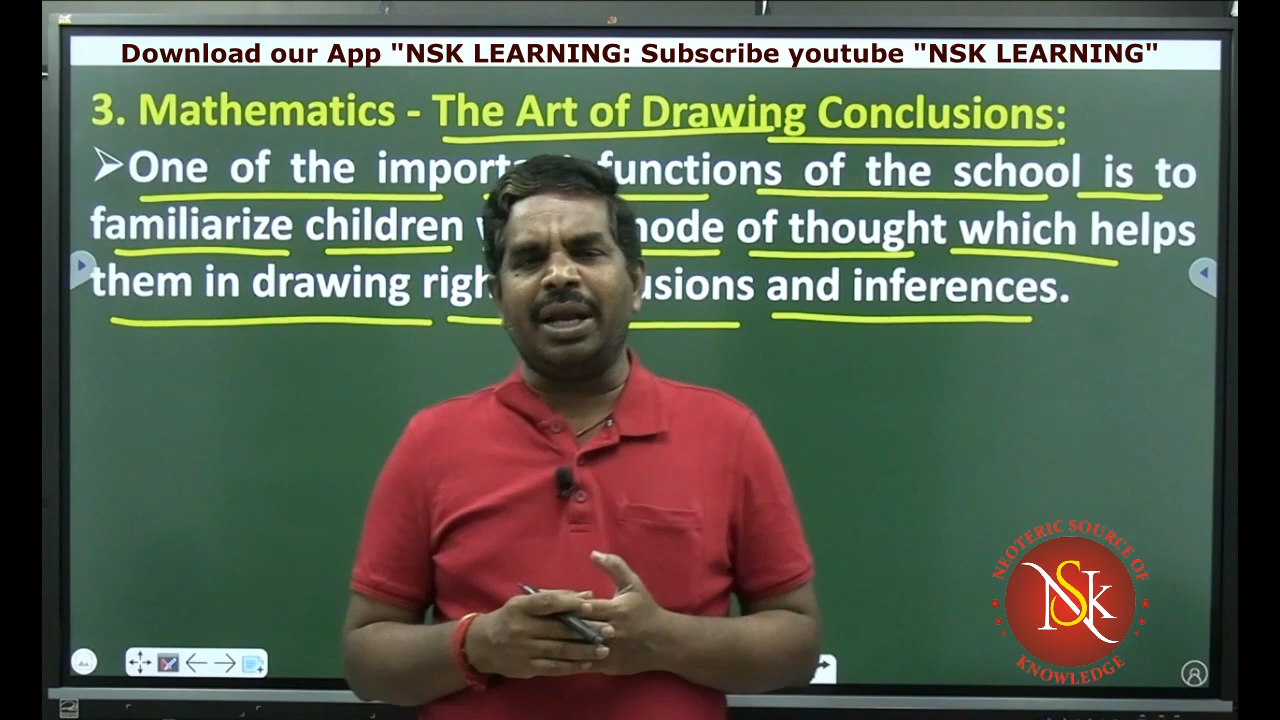 Download our App "NSK LEARNING: Subscribe youtube "NSK LEARNING"
3. Mathematics - The Art of Drawing Conclusions:
➢One of the functions of the school is to
familiarize children of thought which helps
them in drawing and inferences.
NEOTERIC SOURCE OF
NSK
KNOWLEDGE